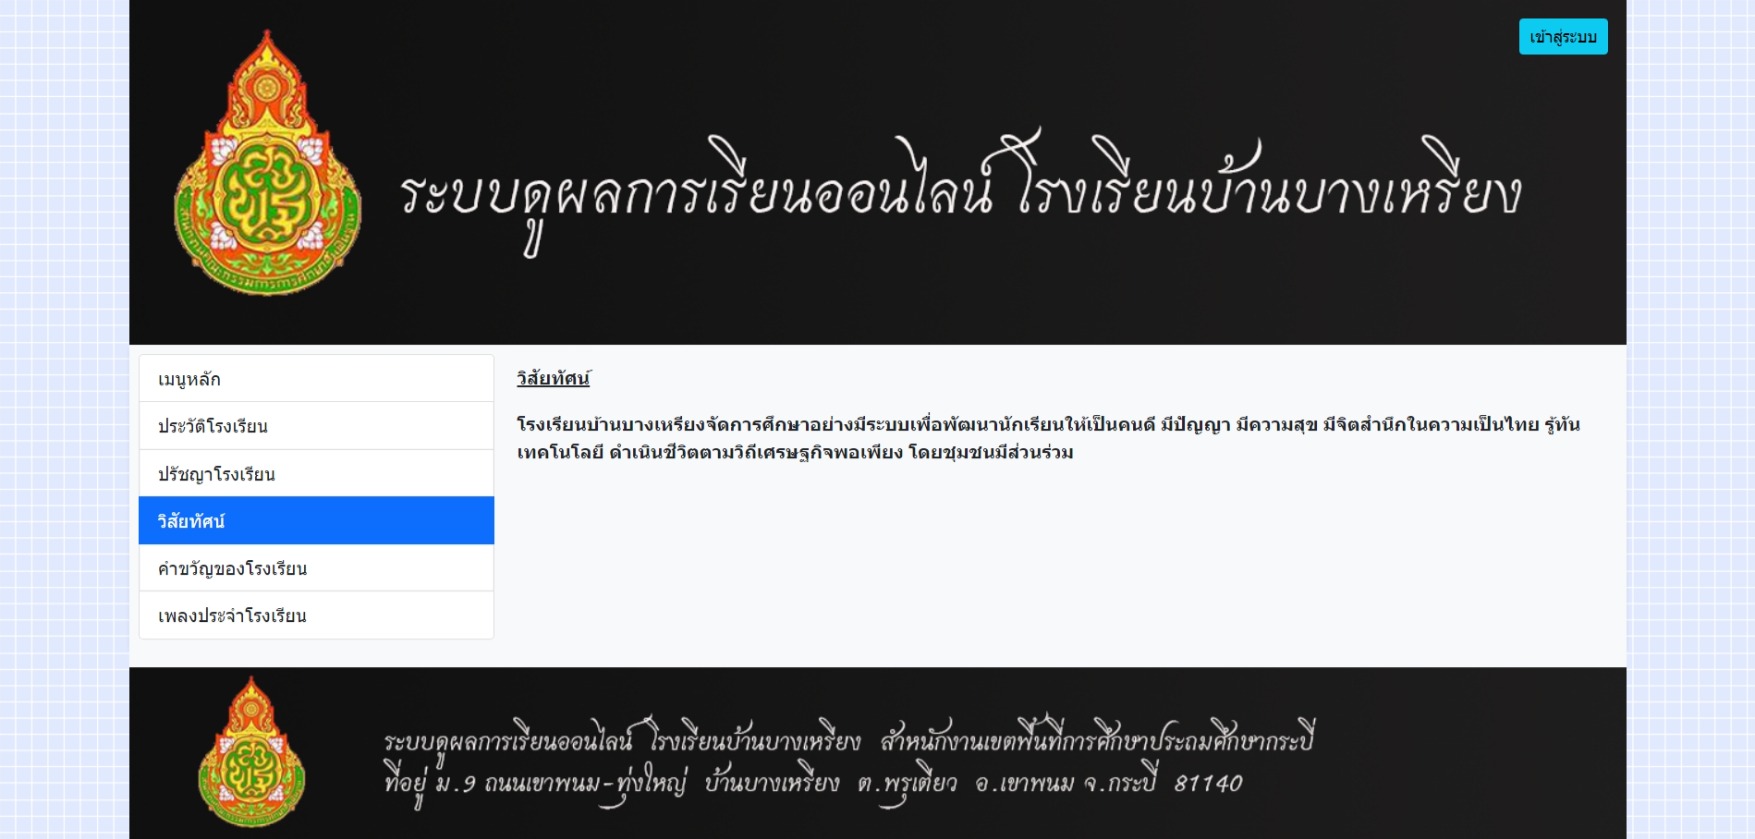 เข้าสู่ระบบ
ระบบดูผลการเรียนออนไลน์ โรงเรียนบ้านบางเหรียง
เมนูหลัก
ประวัติโรงเรียน
ปรัชญาโรงเรียน
วิสัยทัศน์
คำขวัญของโรงเรียน
เพลงประจำโรงเรียน
วิสัยทัศน์
โรงเรียนบ้านบางเหรียงจัดการศึกษาอย่างมีระบบเพื่อพัฒนานักเรียนให้เป็นคนดี มีปัญญา มีความสุข มีจิตสำนึกในความเป็นไทย รู้ทัน
เทคโนโลยี ดำเนินชีวิตตามวิถีเศรษฐกิจพอเพียง โดยชุมชนมีส่วนร่วม
ระบบดูผลการเรียนออนไลน์ โรงเรียนบ้านบางเหรียง สำหนักงานเขตพื้นที่การศึกษาประถมศึกษากระบี่
ที่อยู่ ม.9 ถนนเขาพนม-ทุ่งใหญ่ บ้านบางเหรียง ต.พรุเตียว อ.เขาพนม จ.กระบี่ 81140